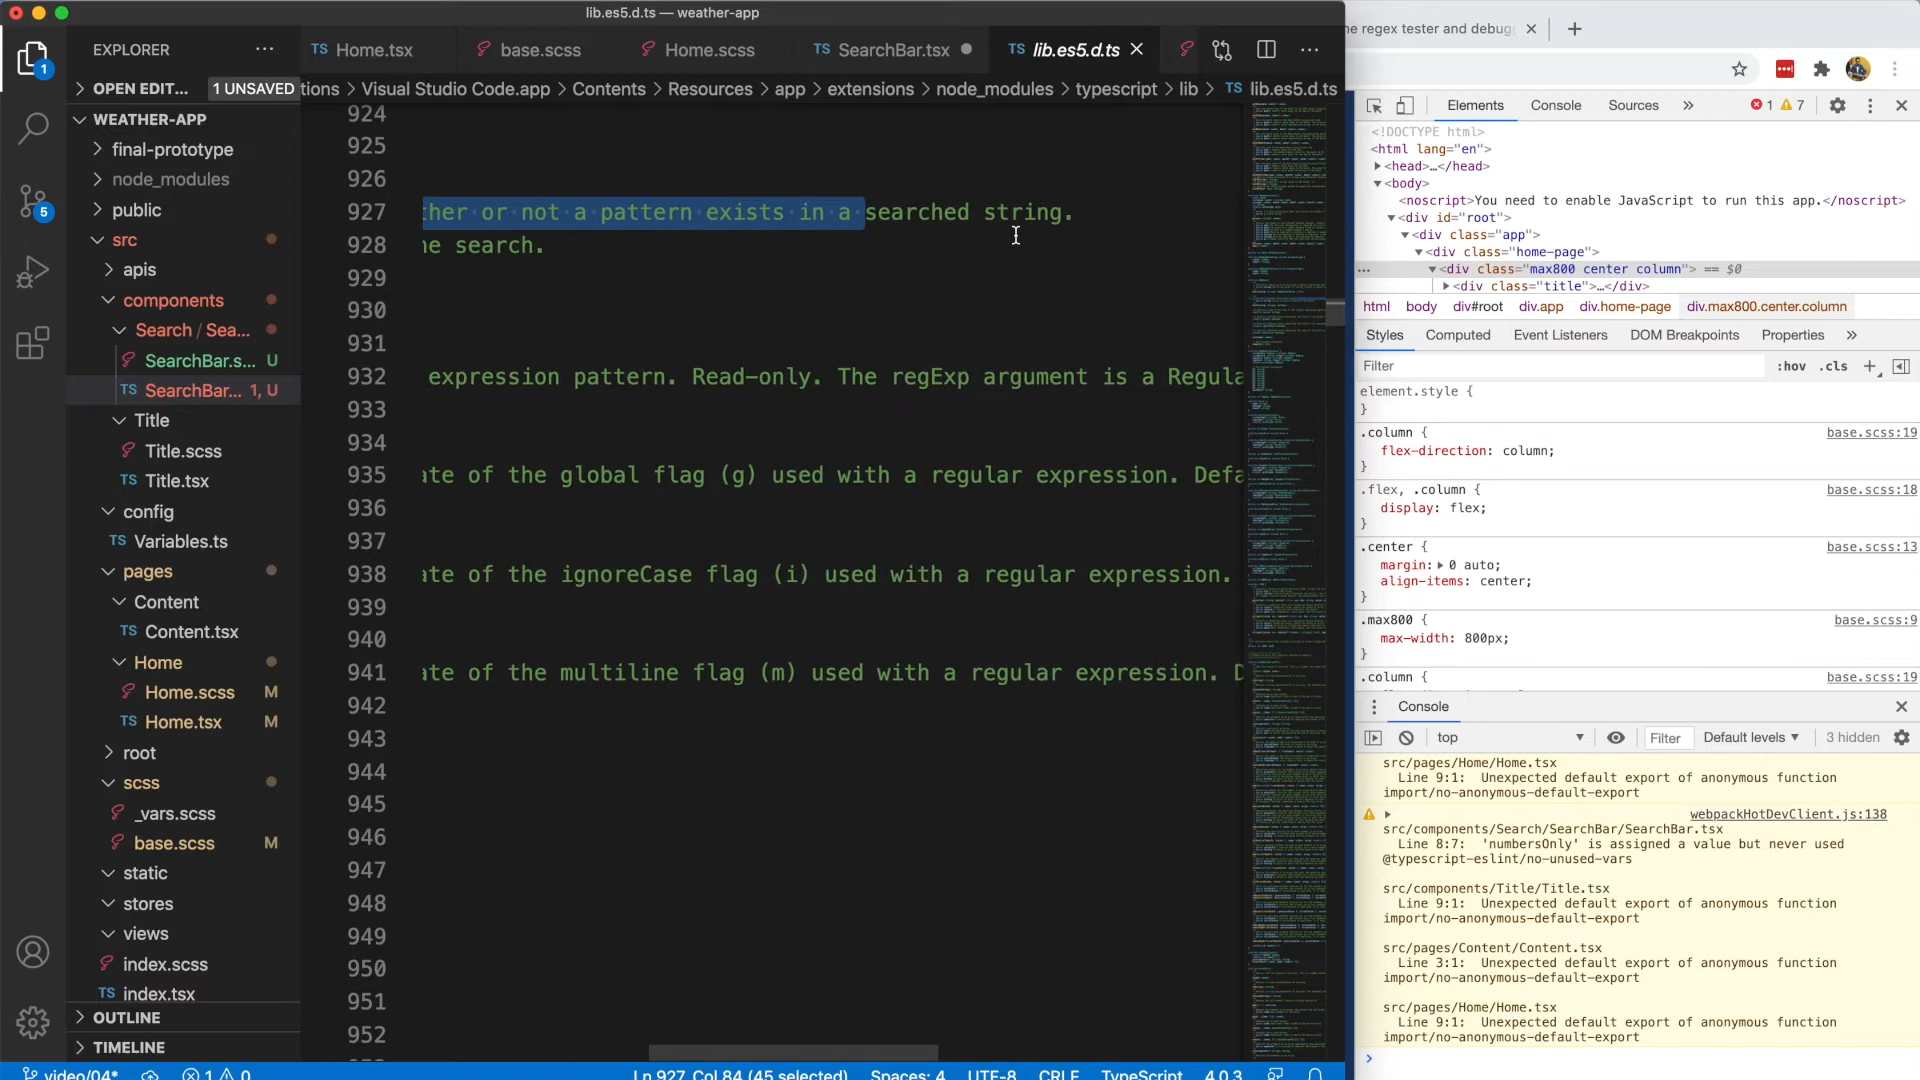 lib.es5.d.ts — weather-app
EXPLORER
TS Home.tsx
base.scss
Home.scss
TS SearchBar.tsx
TS lib.es5.d.ts
OPEN EDIT... 1 UNSAVED
tions > Visual Studio Code.app > Contents > Resources > app > extensions > node_modules > typescript > lib > TS lib.es5.d.ts
WEATHER-APP
final-prototype
node_modules
public
src
apis
components
Search / Sea...
SearchBar.s... U
TS SearchBar... 1, U
Title
Title.scss
TS Title.tsx
config
TS Variables.ts
pages
Content
TS Content.tsx
Home
Home.scss M
TS Home.tsx M
root
scss
_vars.scss
base.scss M
static
stores
views
index.scss
TS index.tsx
OUTLINE
TIMELINE
1
5
924
925
926
927 ther or not a pattern exists in a searched string.
928 he search.
929
930
931
932 expression pattern. Read-only. The regExp argument is a Regula
933
934
935 ate of the global flag (g) used with a regular expression. Defa
936
937
938 ate of the ignoreCase flag (i) used with a regular expression.
939
940
941 ate of the multiline flag (m) used with a regular expression. D
942
943
944
945
946
947
948
949
950
951
952
video/04* 1 0 Ln 927, Col 84 (45 selected) Spaces: 4 UTF-8 CRLF TypeScript 4.0.3
ne regex tester and debug
Elements Console Sources » 1 7
<!DOCTYPE html>
<html lang="en">
<head>…</head>
<body>
<noscript>You need to enable JavaScript to run this app.</noscript>
<div id="root">
<div class="app">
<div class="home-page">
<div class="max800 center column"> == $0
<div class="title">…</div>
html body div#root div.app div.home-page div.max800.center.column
Styles Computed Event Listeners DOM Breakpoints Properties »
Filter :hov .cls +
element.style {
}
.column { base.scss:19
flex-direction: column;
}
.flex, .column { base.scss:18
display: flex;
}
.center { base.scss:13
margin: 0 auto;
align-items: center;
}
.max800 { base.scss:9
max-width: 800px;
}
.column { base.scss:19
Console
top Filter Default levels 3 hidden
src/pages/Home/Home.tsx
Line 9:1: Unexpected default export of anonymous function
import/no-anonymous-default-export
webpackHotDevClient.js:138
src/components/Search/SearchBar/SearchBar.tsx
Line 8:7: 'numbersOnly' is assigned a value but never used
@typescript-eslint/no-unused-vars
src/components/Title/Title.tsx
Line 9:1: Unexpected default export of anonymous function
import/no-anonymous-default-export
src/pages/Content/Content.tsx
Line 3:1: Unexpected default export of anonymous function
import/no-anonymous-default-export
src/pages/Home/Home.tsx
Line 9:1: Unexpected default export of anonymous function
import/no-anonymous-default-export